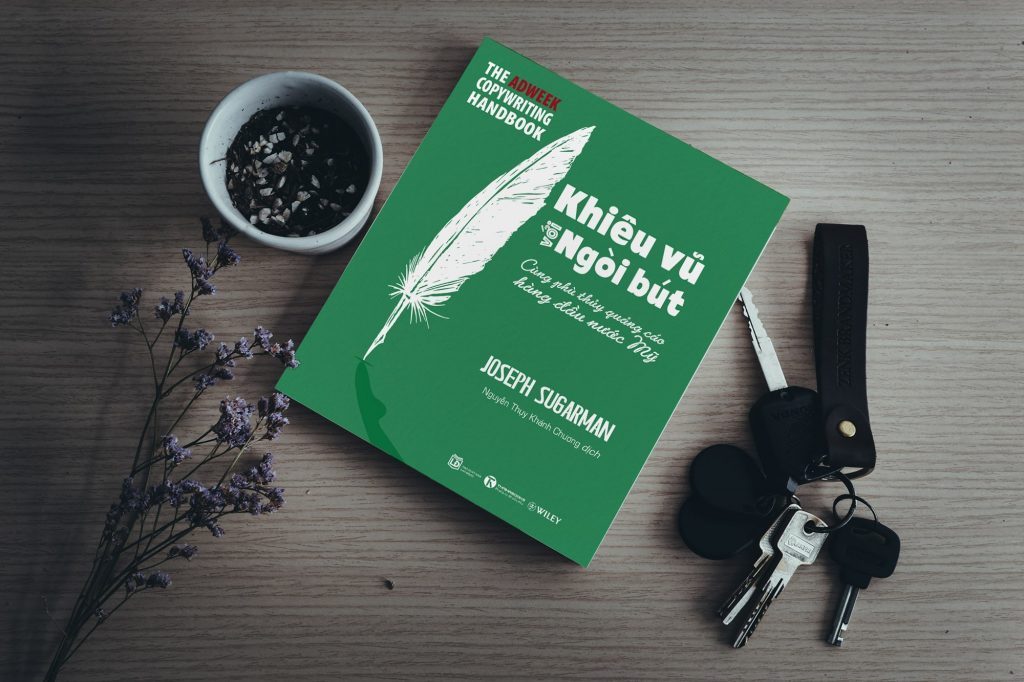 THE ADWEEK
COPYWRITING
HANDBOOK
Khiêu vũ
với
Ngòi bút
Cùng phù thủy quảng cáo
hàng đầu nước Mỹ
JOSEPH SUGARMAN
Nguyễn Thụy Khánh Chương dịch
LD
WILEY